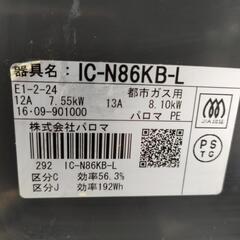 器具名: IC-N86KB-L
E1-2-24 都市ガス用
12A 7.55kW 13A 8.10kW
16・09-901000 パロマ PE
株式会社パロマ
292 IC-N86KB-L
区分C 効率56.3%
区分J 効率192Wh
PS
TG